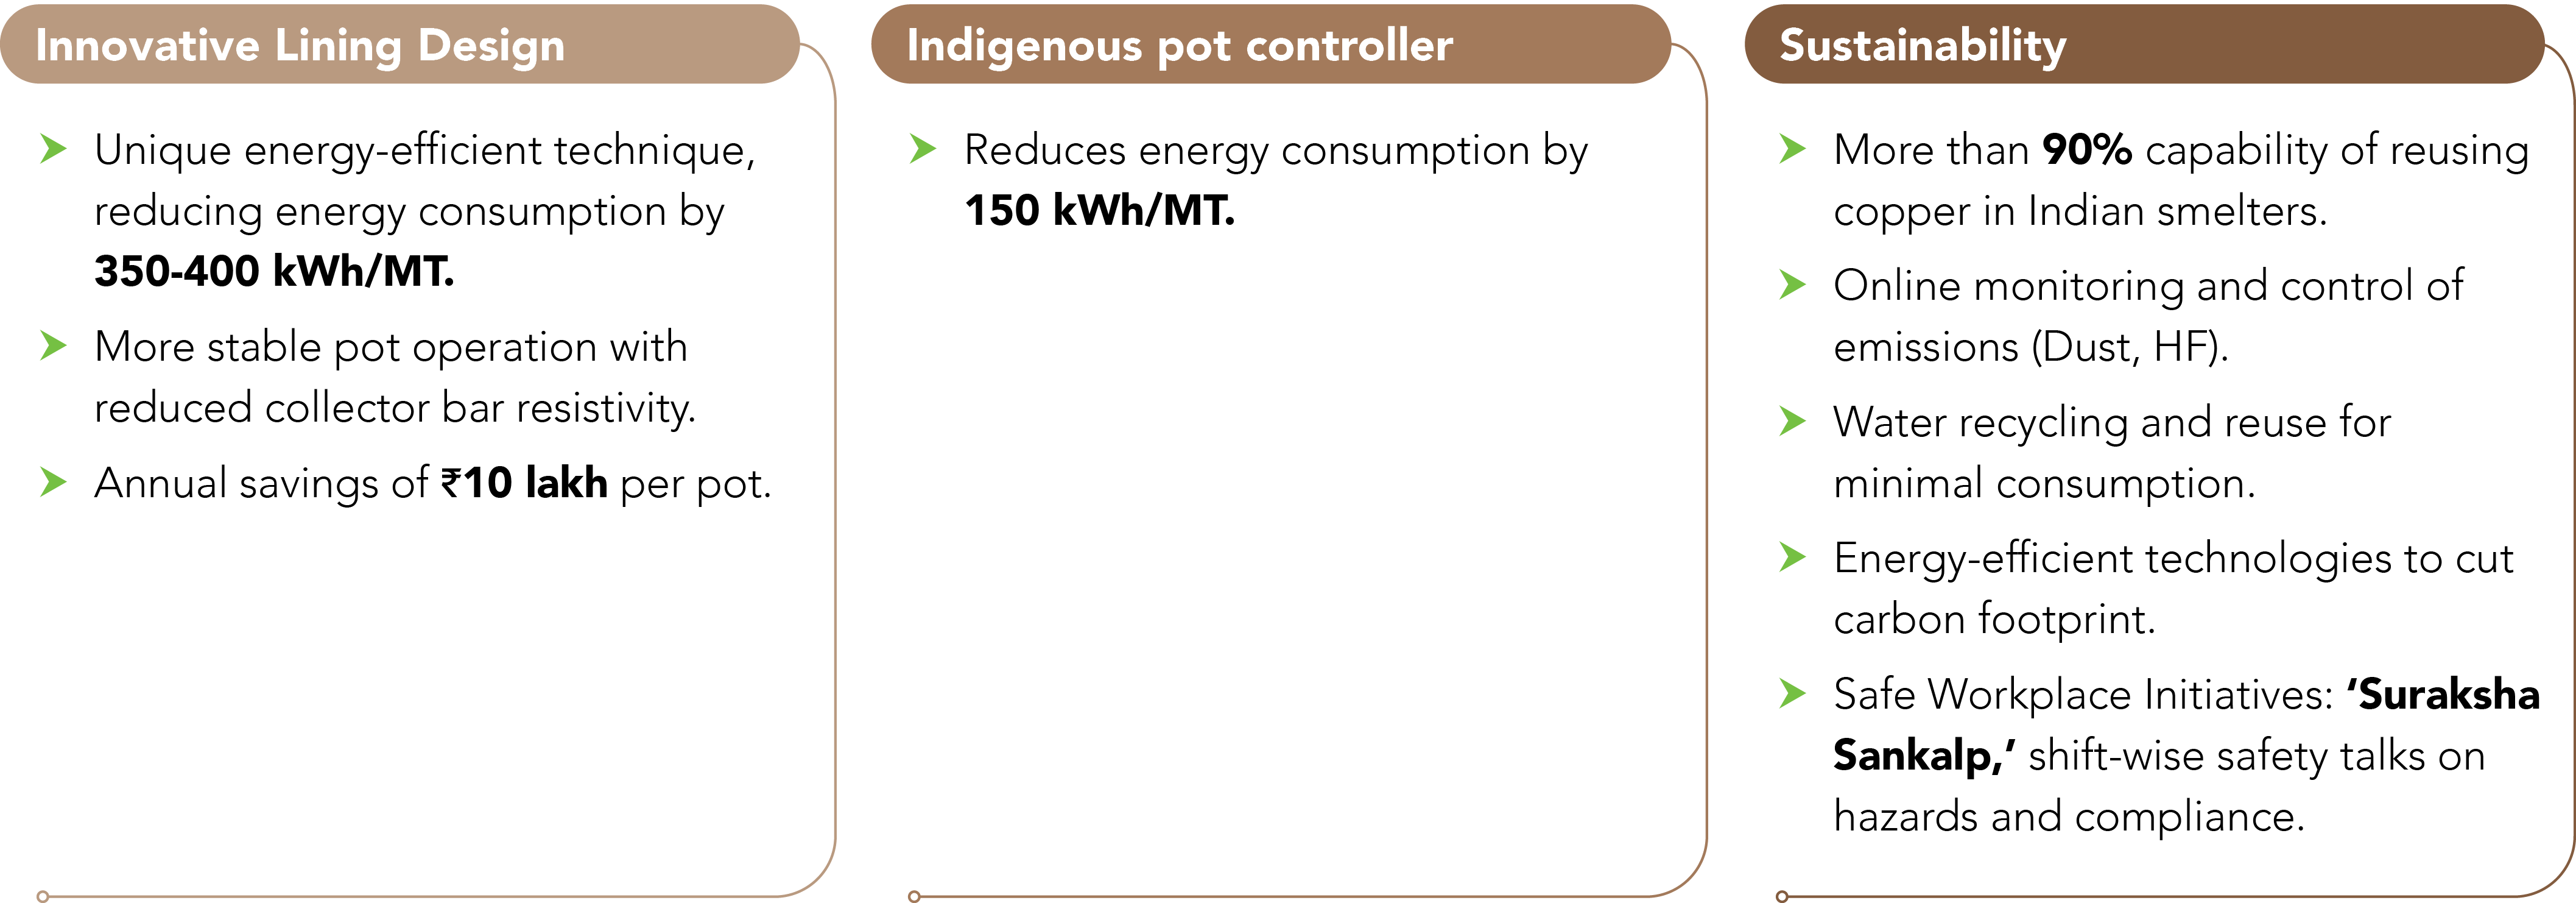 Innovative Lining Design
Unique energy-efficient technique,
reducing energy consumption by
350-400 kWh/MT.
More stable pot operation with
reduced collector bar resistivity.
Annual savings of ₹10 lakh per pot.
Indigenous pot controller
Reduces energy consumption by
150 kWh/MT.
Sustainability
More than 90% capability of reusing
copper in Indian smelters.
Online monitoring and control of
emissions (Dust, HF).
Water recycling and reuse for
minimal consumption.
Energy-efficient technologies to cut
carbon footprint.
Safe Workplace Initiatives: ‘Suraksha
Sankalp,’ shift-wise safety talks on
hazards and compliance.